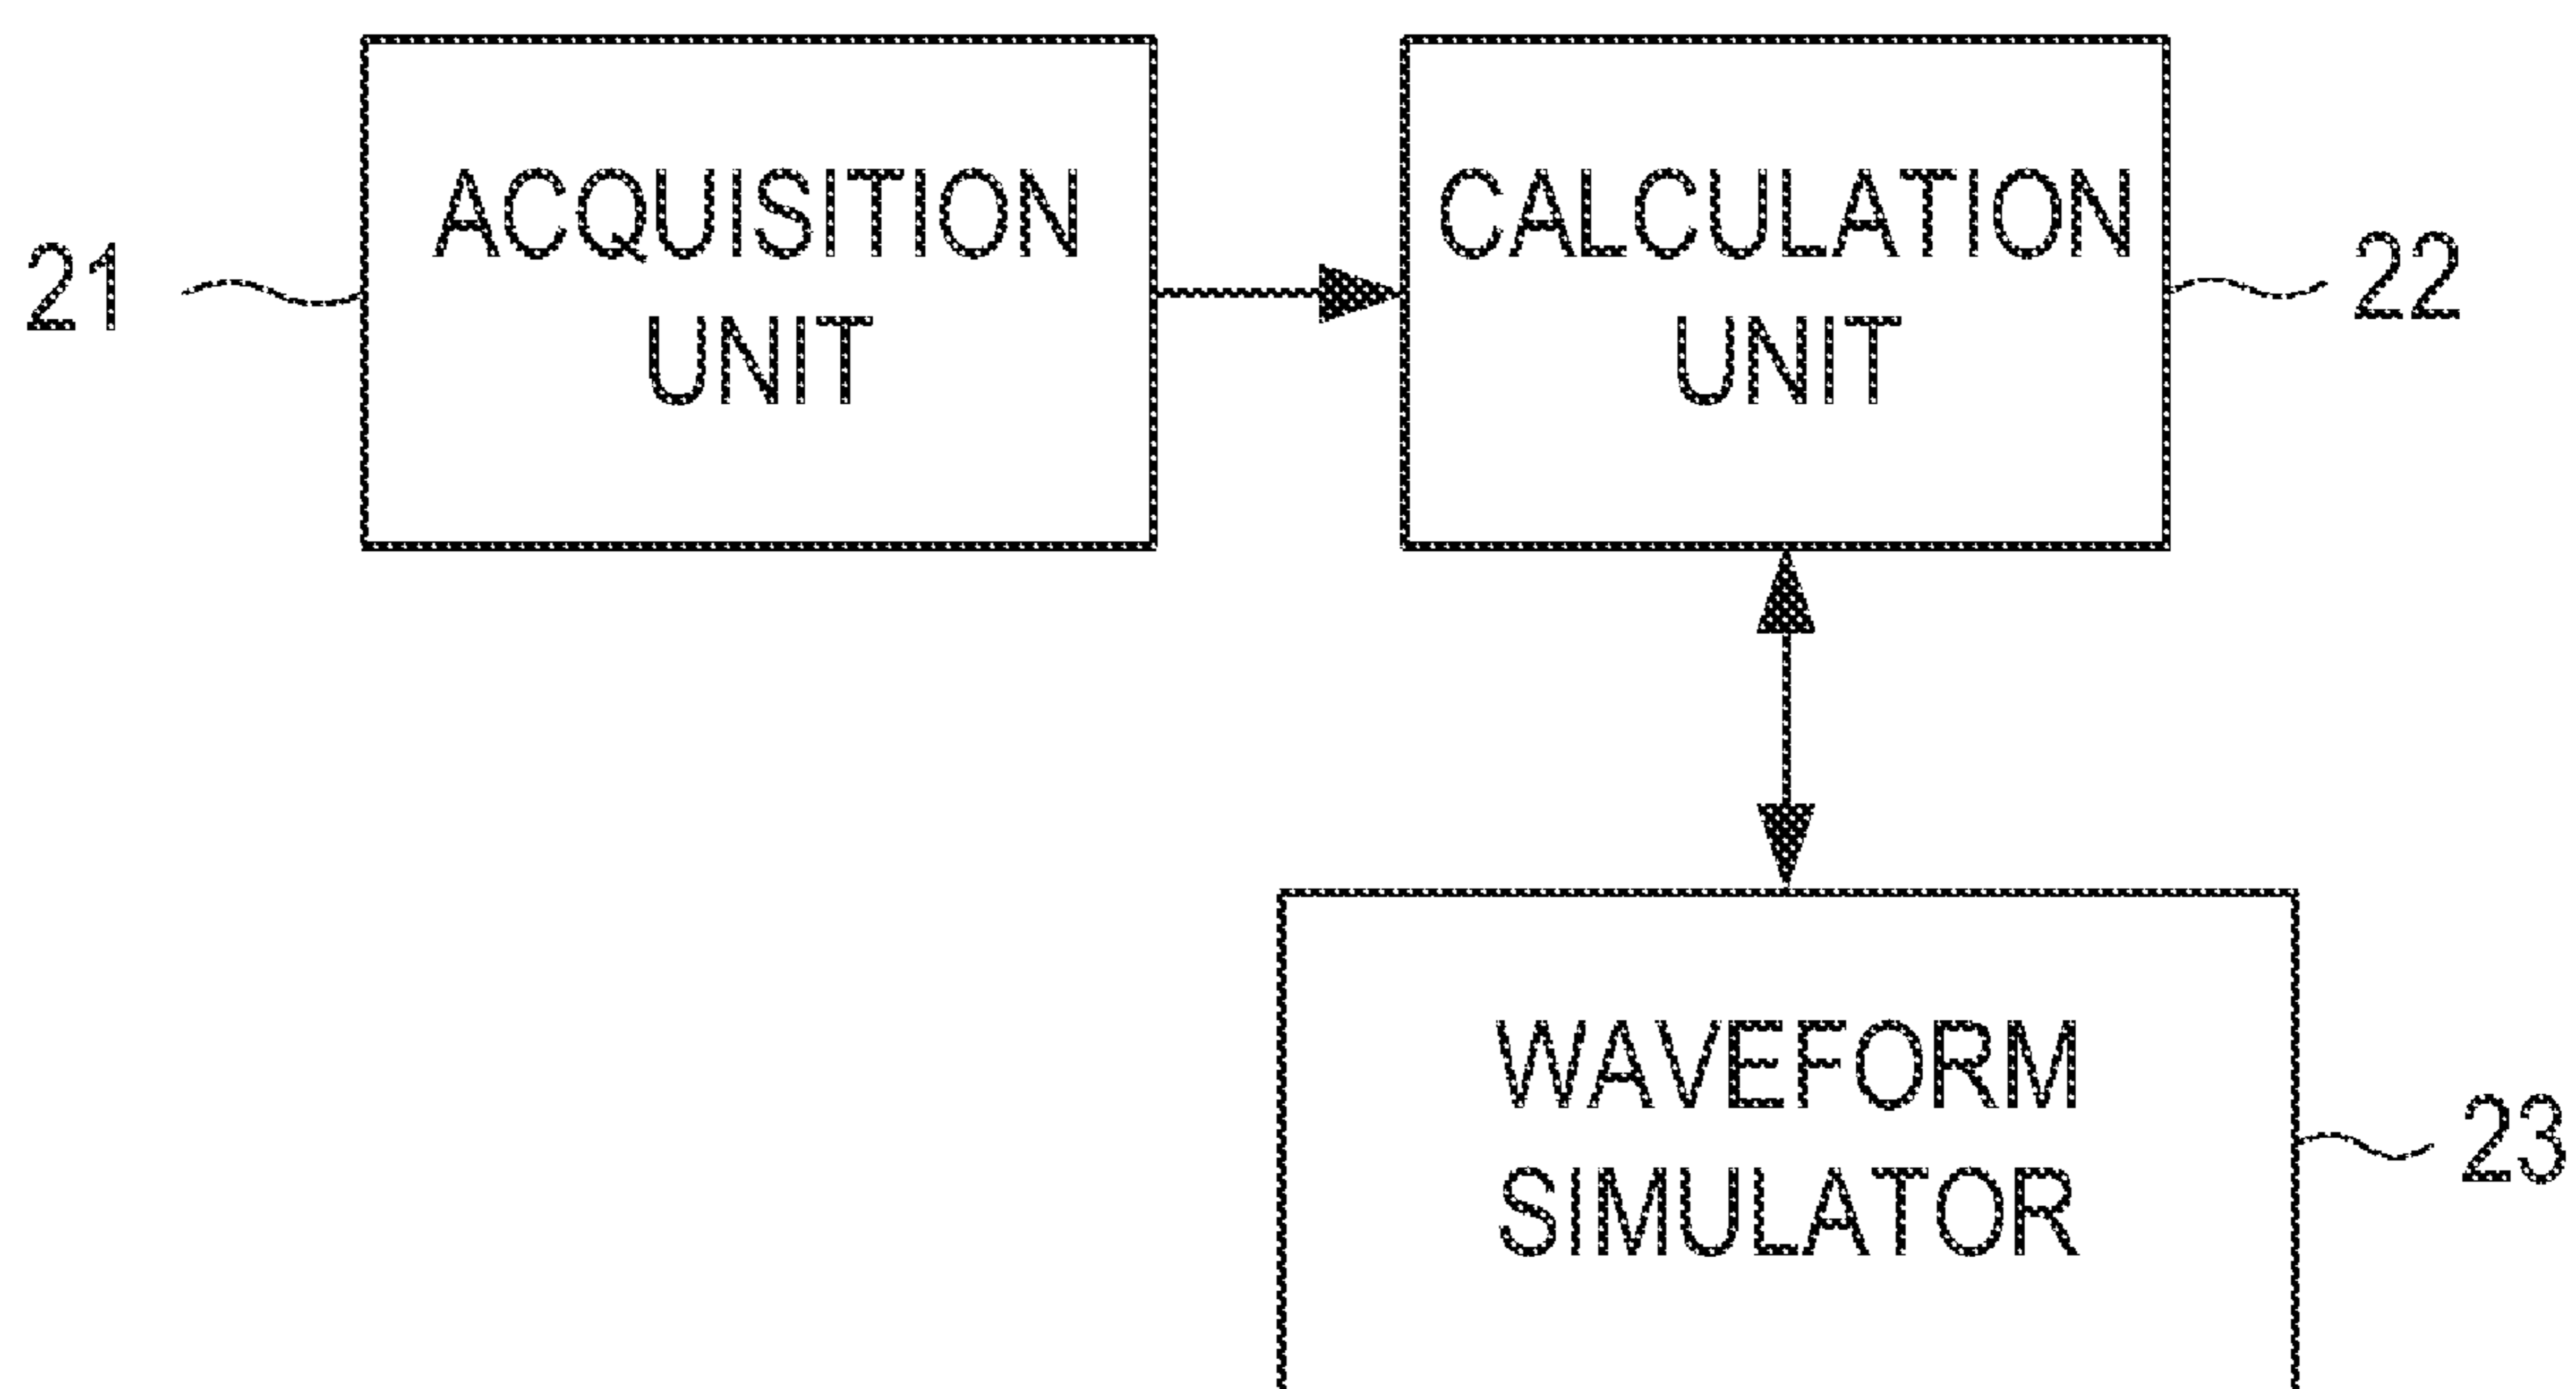 21
ACQUISITION
UNIT
CALCULATION
UNIT
22
WAVEFORM
SIMULATOR
23